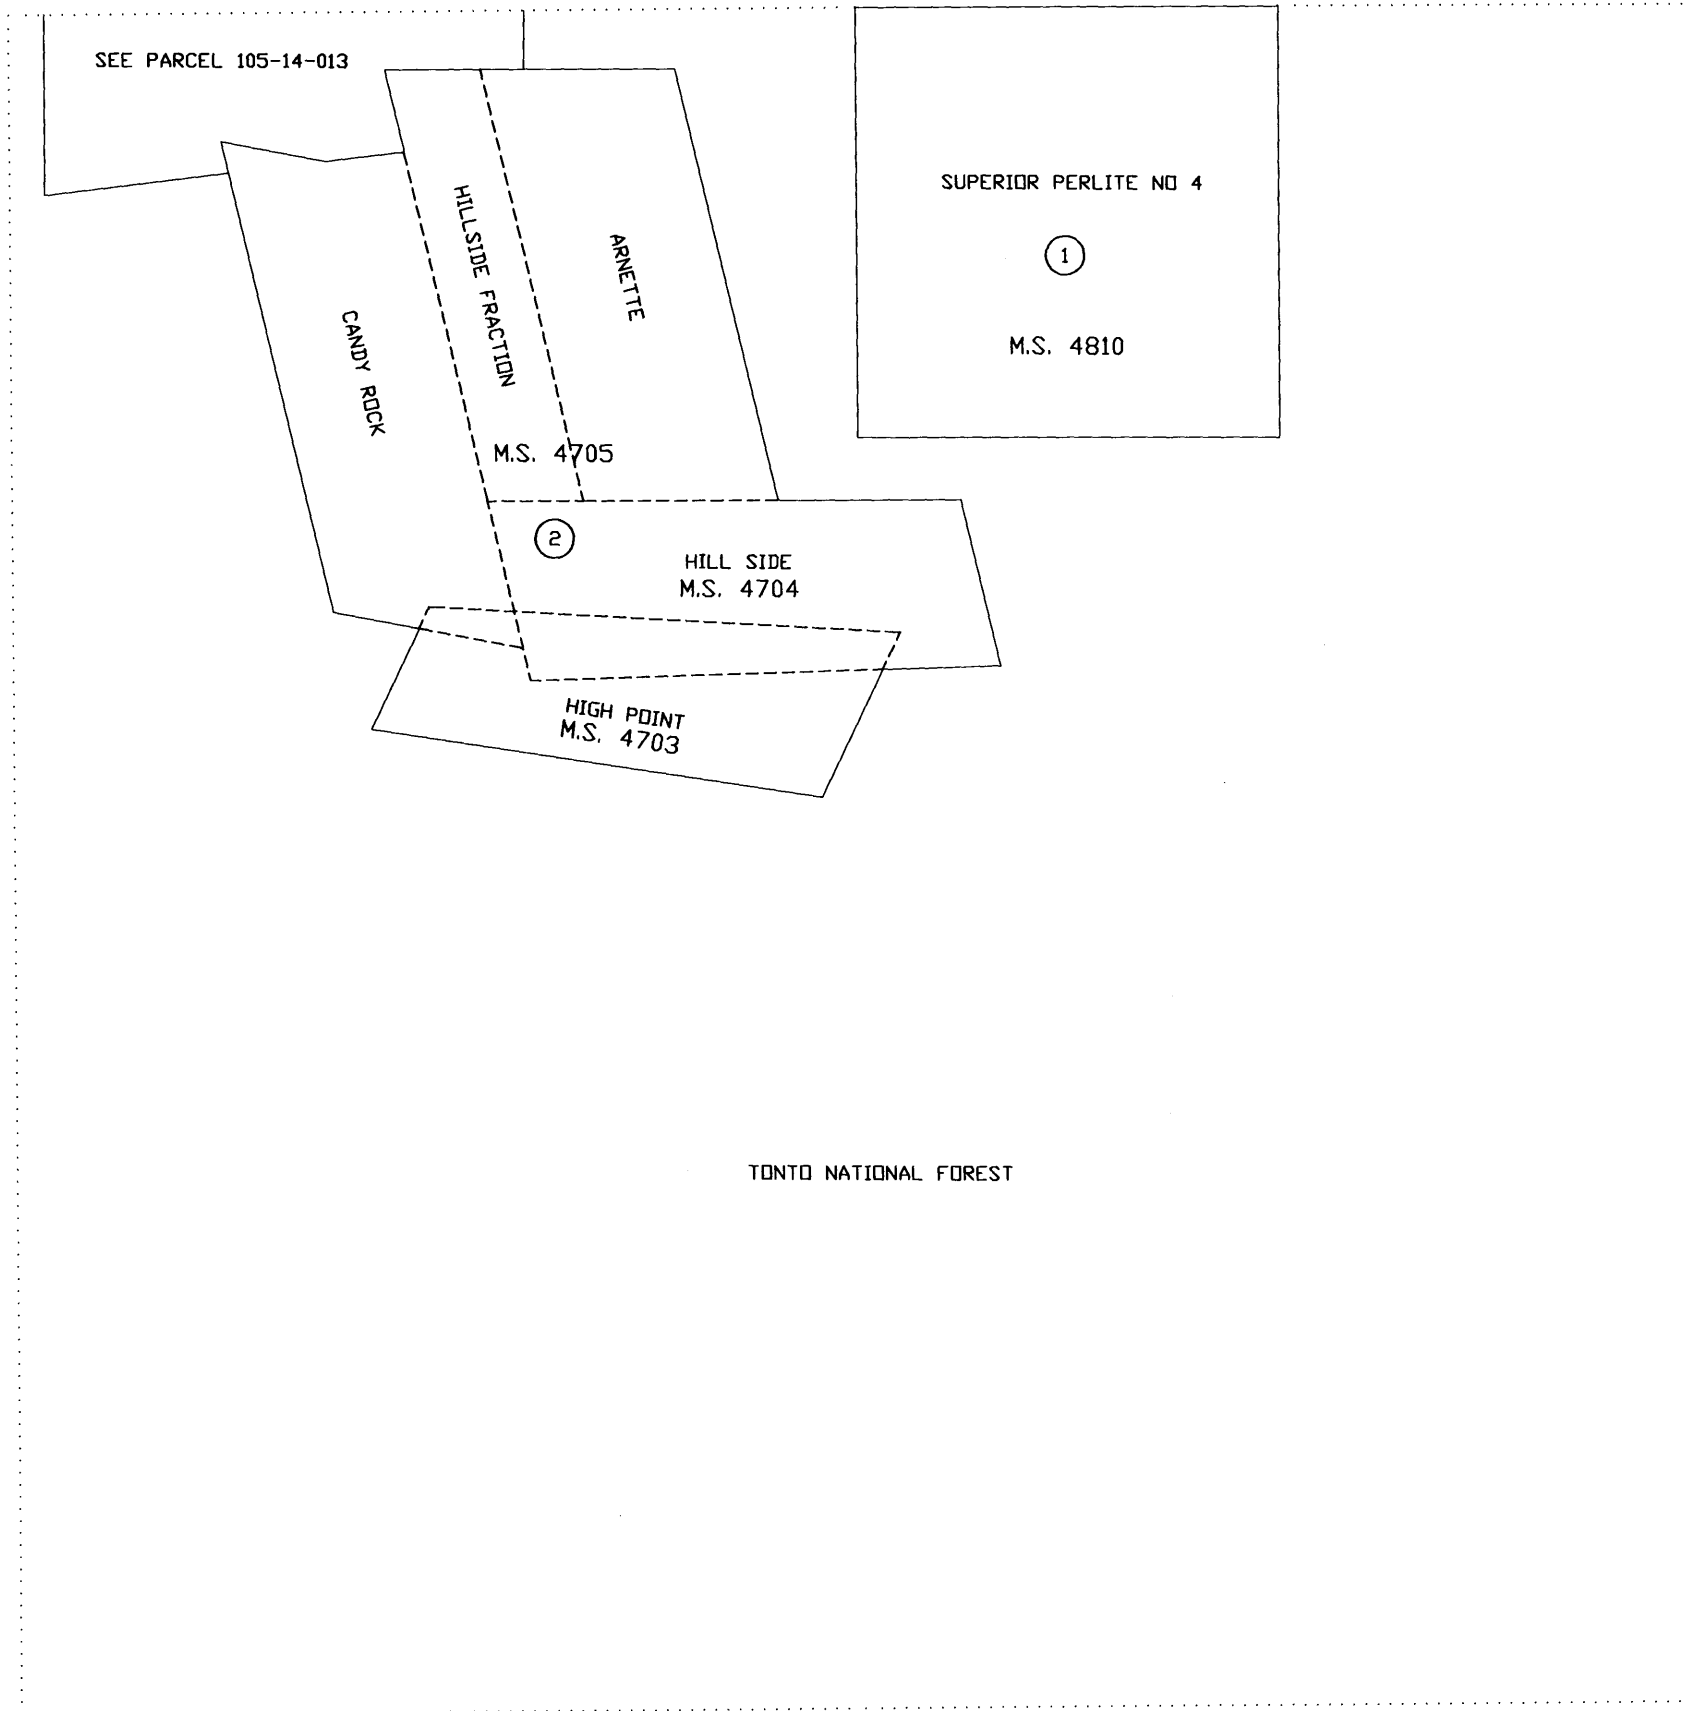 SEE PARCEL 105-14-013
SUPERIOR PERLITE NO 4
1
M.S. 4810
HILLSIDE FRACTION
ARNETTE
CANDY ROCK
M.S. 4705
2
HILL SIDE
M.S. 4704
HIGH POINT
M.S. 4703
TONTO NATIONAL FOREST